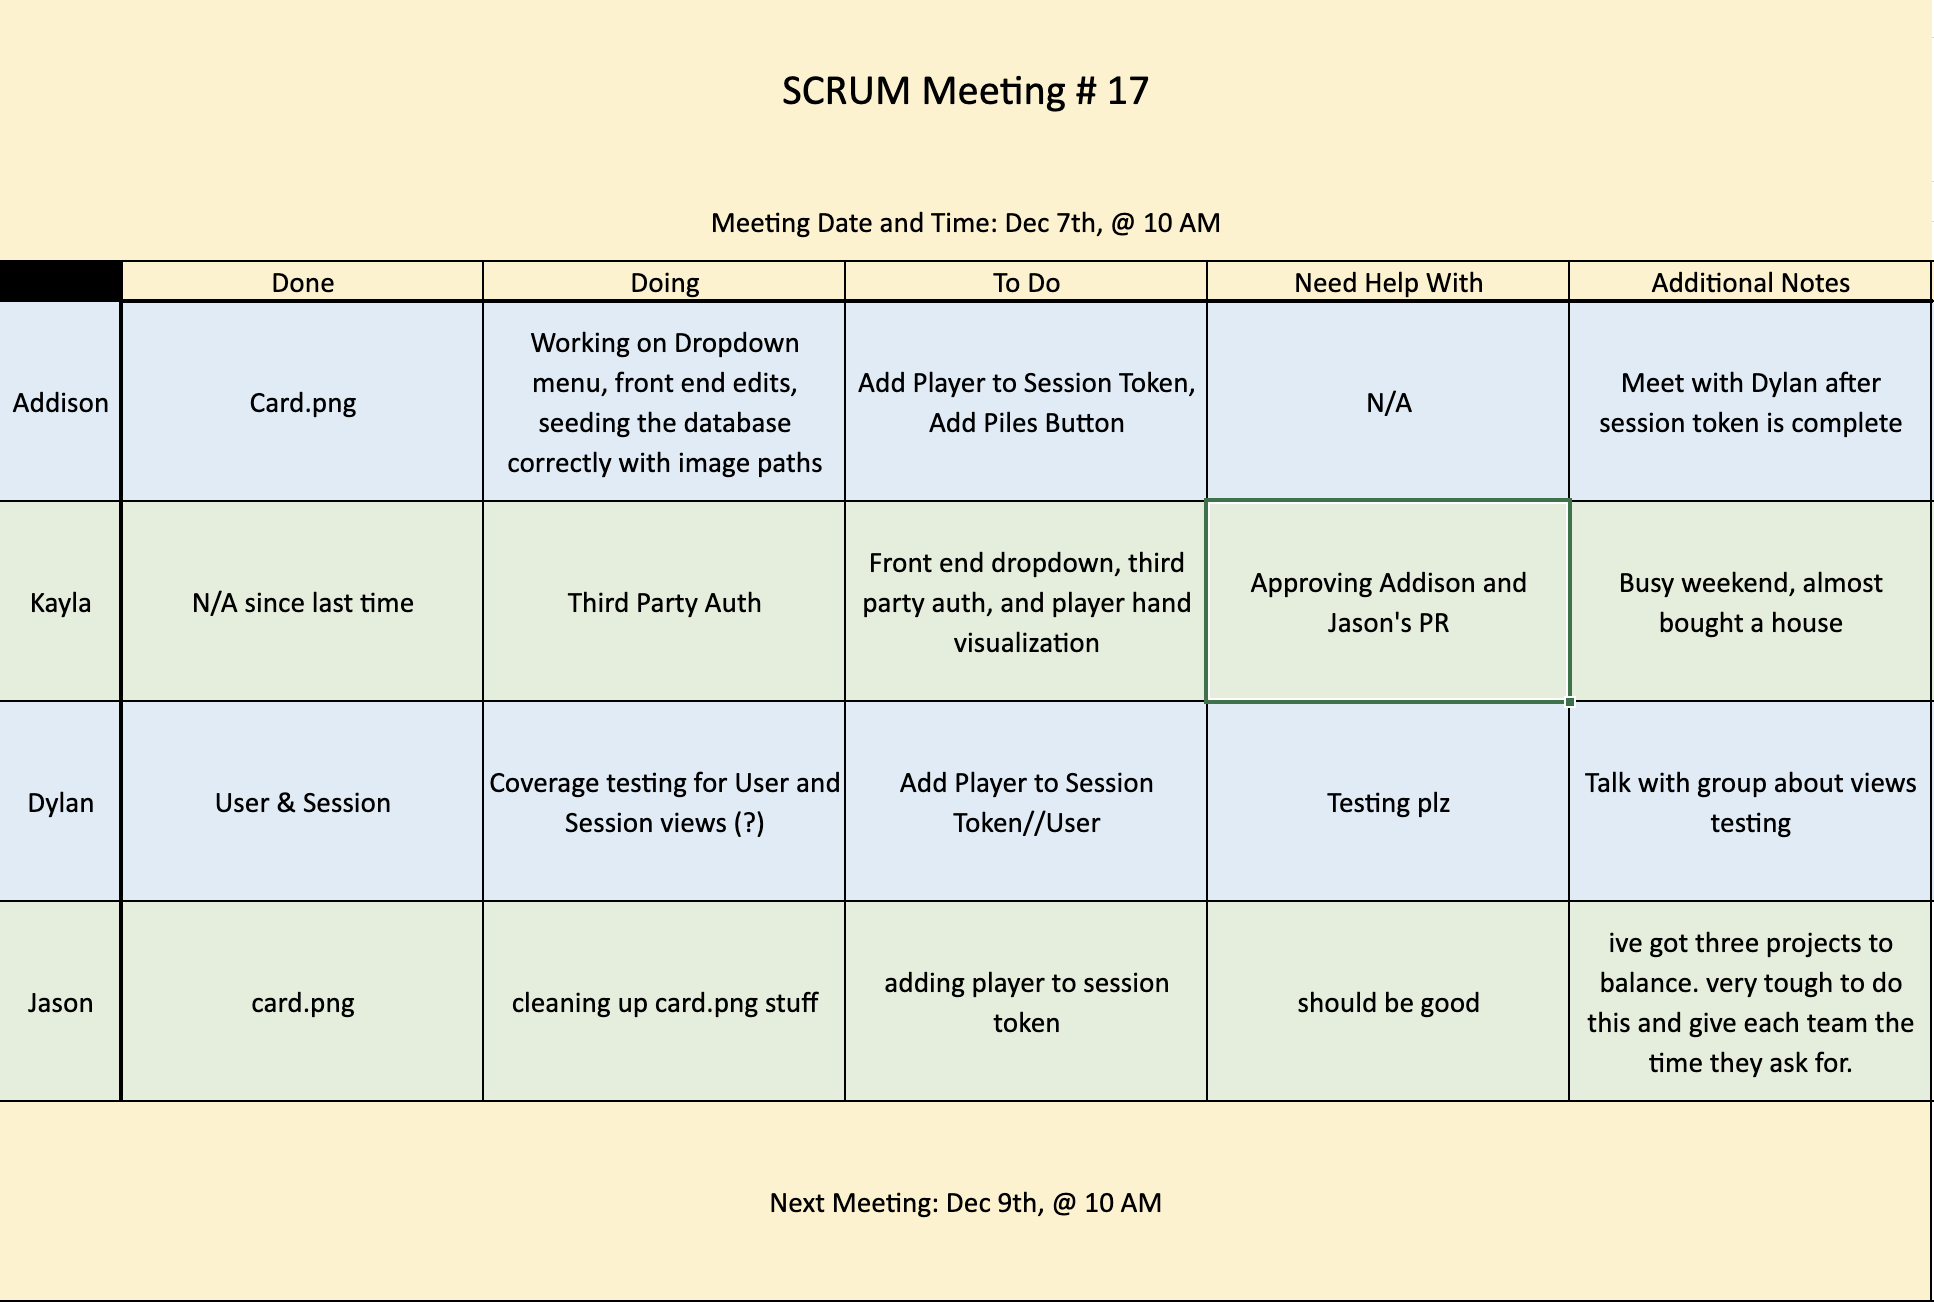 SCRUM Meeting # 17
Meeting Date and Time: Dec 7th, @ 10 AM
Done
Doing
To Do
Need Help With
Additional Notes
Addison
Card.png
Working on Dropdown
menu, front end edits,
seeding the database
correctly with image paths
Add Player to Session Token,
Add Piles Button
N/A
Meet with Dylan after
session token is complete
Kayla
N/A since last time
Third Party Auth
Front end dropdown, third
party auth, and player hand
visualization
Approving Addison and
Jason's PR
Busy weekend, almost
bought a house
Dylan
User & Session
Coverage testing for User and
Session views (?)
Add Player to Session
Token//User
Testing plz
Talk with group about views
testing
Jason
card.png
cleaning up card.png stuff
adding player to session
token
should be good
ive got three projects to
balance. very tough to do
this and give each team the
time they ask for.
Next Meeting: Dec 9th, @ 10 AM